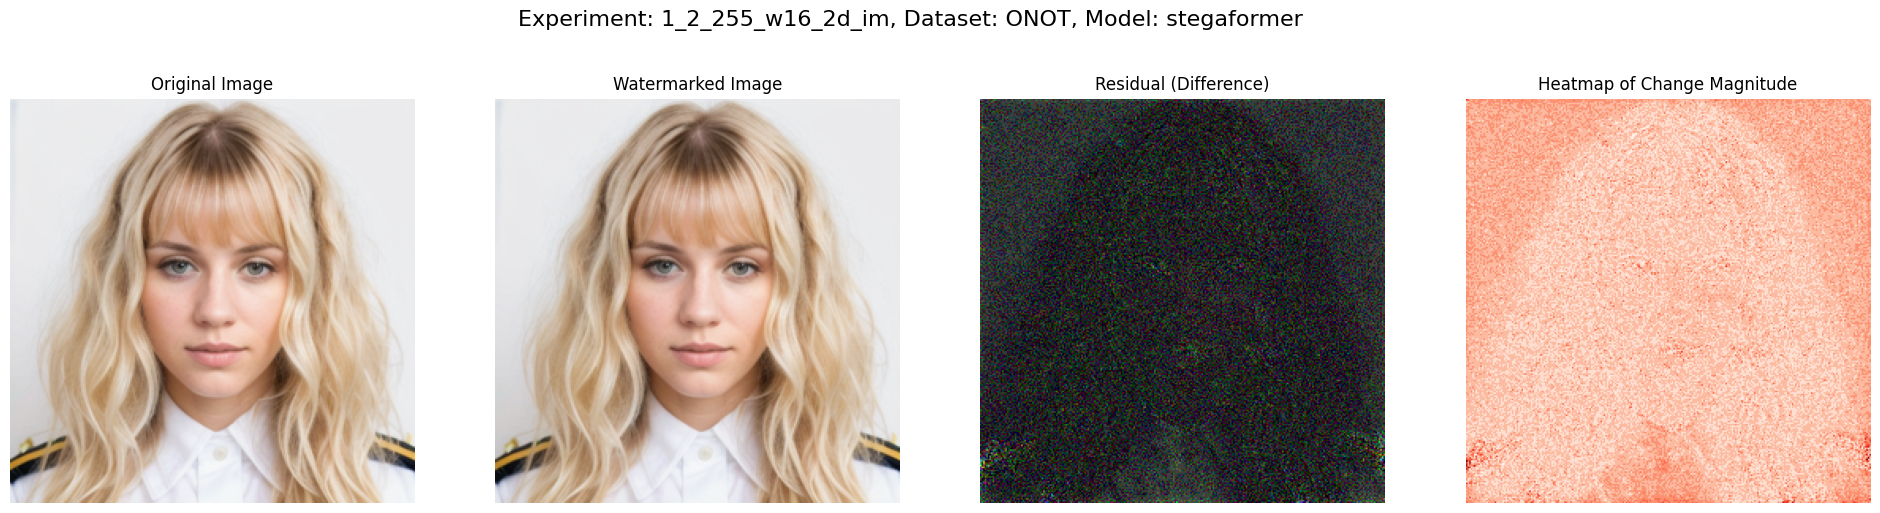 Experiment: 1_2_255_w16_2d_im, Dataset: ONOT, Model: stegaformer
Original Image
Watermarked Image
Residual (Difference)
Heatmap of Change Magnitude